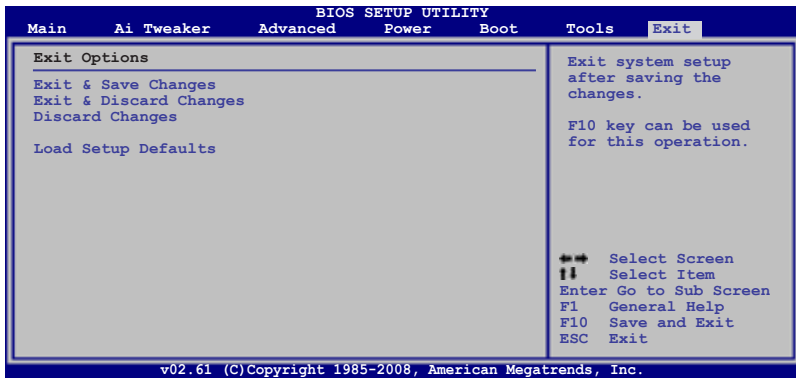 BIOS SETUP UTILITY
Main Ai Tweaker Advanced Power Boot Tools Exit
Exit Options
Exit & Save Changes
Exit & Discard Changes
Discard Changes
Load Setup Defaults
Exit system setup
after saving the
changes.
F10 key can be used
for this operation.
←→ Select Screen
↑↓ Select Item
Enter Go to Sub Screen
F1 General Help
F10 Save and Exit
ESC Exit
v02.61 (C)Copyright 1985-2008, American Megatrends, Inc.